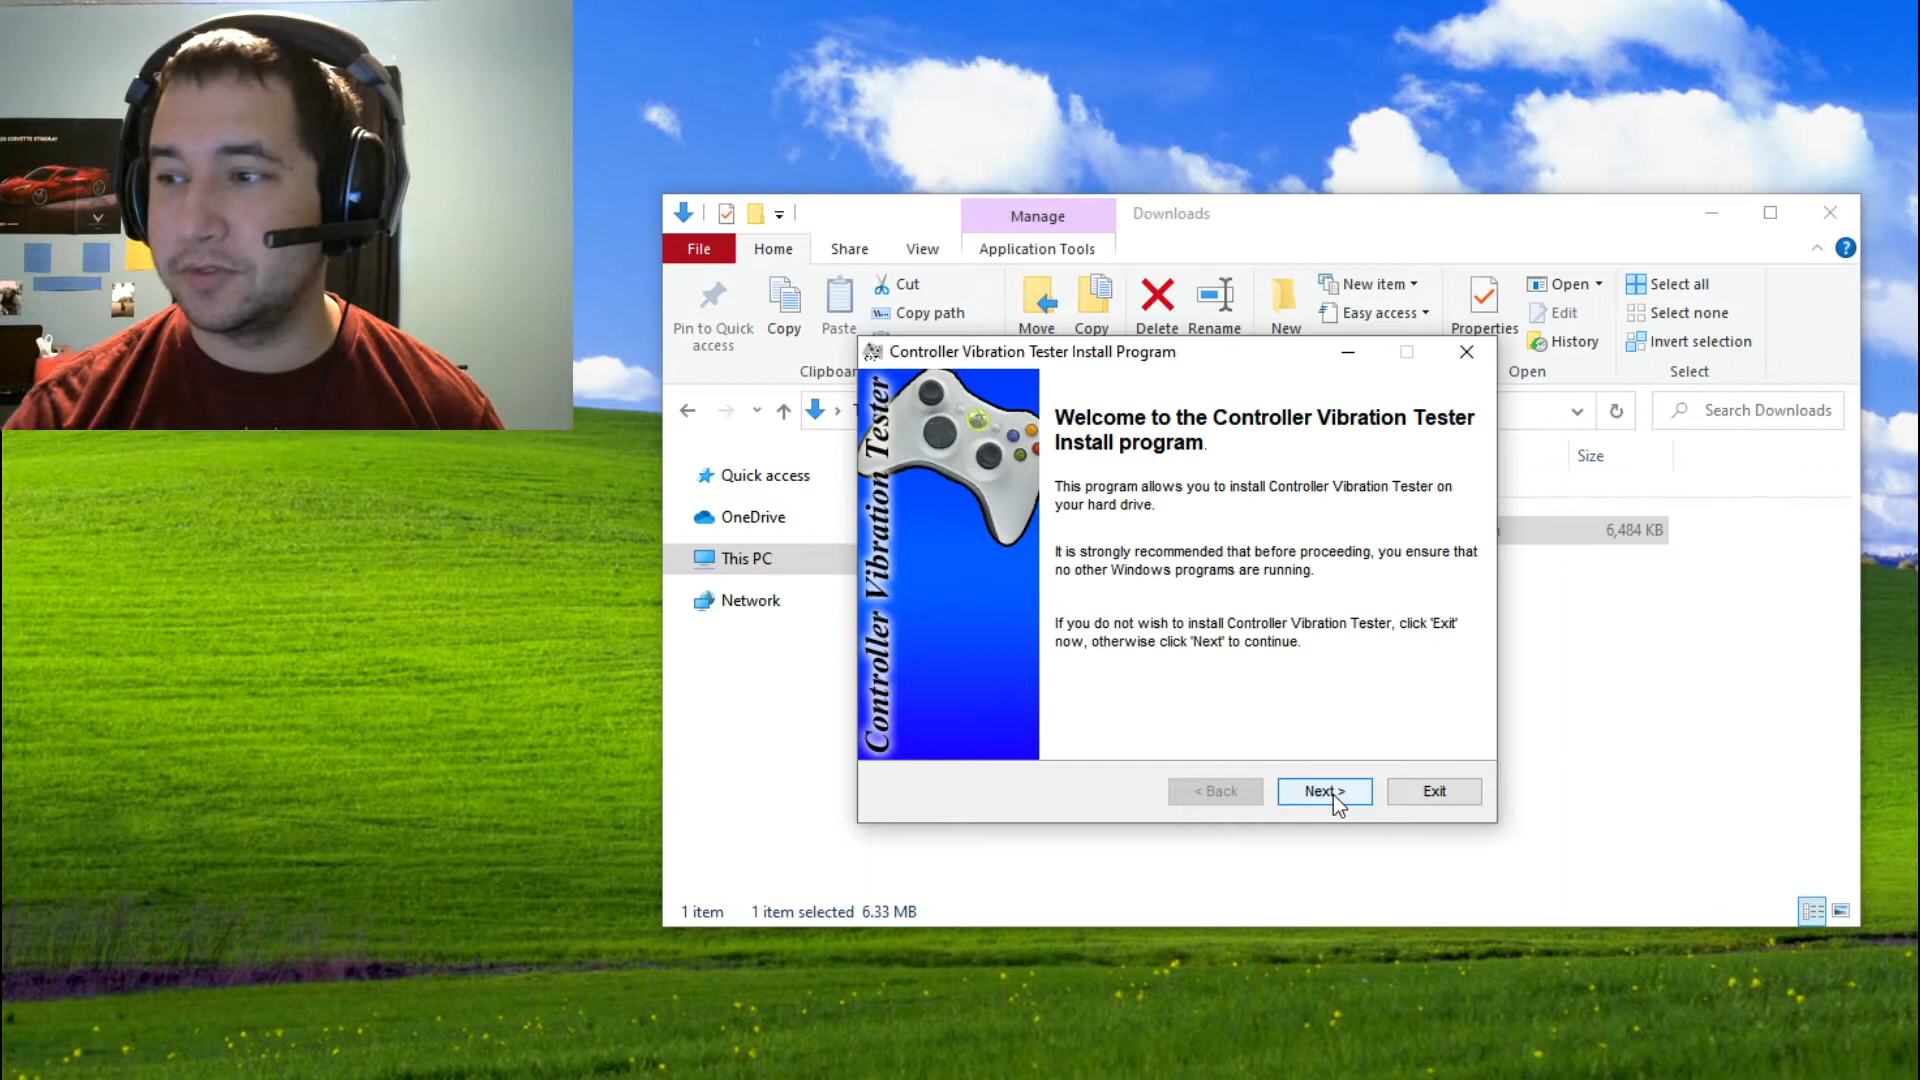 CORVETTE STINGRAY
Manage
Downloads
File
Home
Share
View
Application Tools
Pin to Quick
access
Copy
Paste
Cut
Copy path
Move
Copy
Delete
Rename
New
New item
Easy access
Properties
Open
Edit
History
Select all
Select none
Invert selection
Open
Select
Search Downloads
Size
Quick access
OneDrive
This PC
Network
6,484 KB
1 item
1 item selected 6.33 MB
Controller Vibration Tester Install Program
Controller Vibration Tester
Welcome to the Controller Vibration Tester
Install program.
This program allows you to install Controller Vibration Tester on
your hard drive.
It is strongly recommended that before proceeding, you ensure that
no other Windows programs are running.
If you do not wish to install Controller Vibration Tester, click 'Exit'
now, otherwise click 'Next' to continue.
< Back
Next >
Exit